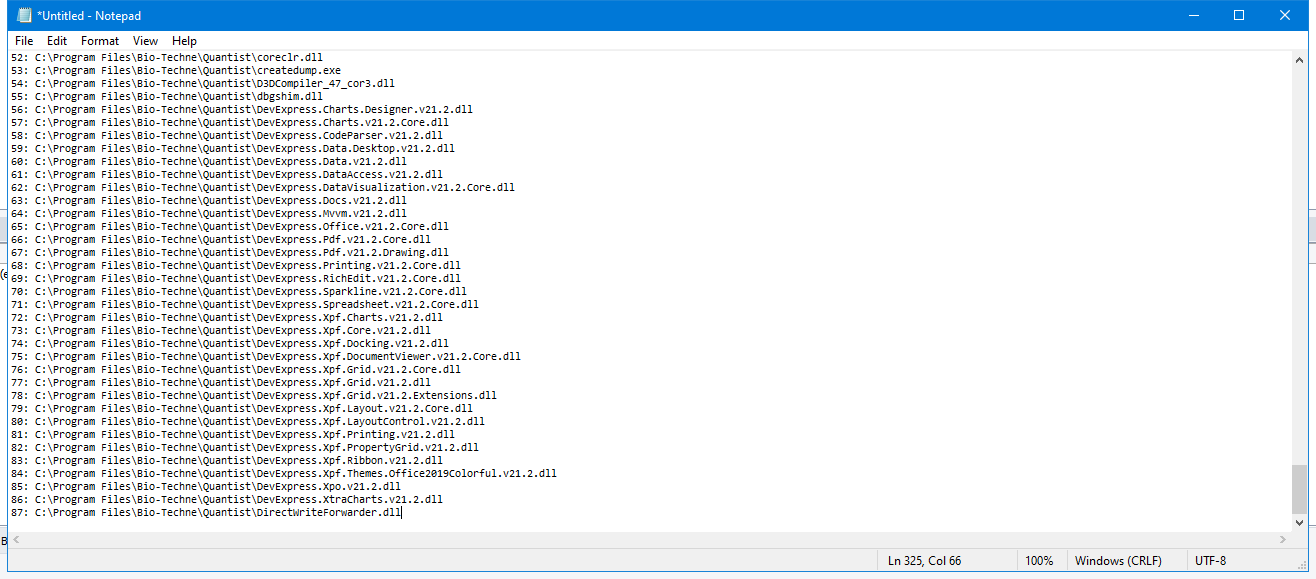 *Untitled - Notepad
File Edit Format View Help
52: C:\Program Files\Bio-Techne\Quantist\coreclr.dll
53: C:\Program Files\Bio-Techne\Quantist\createdump.exe
54: C:\Program Files\Bio-Techne\Quantist\D3DCompiler_47_cor3.dll
55: C:\Program Files\Bio-Techne\Quantist\dbgshim.dll
56: C:\Program Files\Bio-Techne\Quantist\DevExpress.Charts.Designer.v21.2.dll
57: C:\Program Files\Bio-Techne\Quantist\DevExpress.Charts.v21.2.Core.dll
58: C:\Program Files\Bio-Techne\Quantist\DevExpress.CodeParser.v21.2.dll
59: C:\Program Files\Bio-Techne\Quantist\DevExpress.Data.Desktop.v21.2.dll
60: C:\Program Files\Bio-Techne\Quantist\DevExpress.Data.v21.2.dll
61: C:\Program Files\Bio-Techne\Quantist\DevExpress.DataAccess.v21.2.dll
62: C:\Program Files\Bio-Techne\Quantist\DevExpress.DataVisualization.v21.2.Core.dll
63: C:\Program Files\Bio-Techne\Quantist\DevExpress.Docs.v21.2.dll
64: C:\Program Files\Bio-Techne\Quantist\DevExpress.Mvvm.v21.2.dll
65: C:\Program Files\Bio-Techne\Quantist\DevExpress.Office.v21.2.Core.dll
66: C:\Program Files\Bio-Techne\Quantist\DevExpress.Pdf.v21.2.Core.dll
67: C:\Program Files\Bio-Techne\Quantist\DevExpress.Pdf.v21.2.Drawing.dll
68: C:\Program Files\Bio-Techne\Quantist\DevExpress.Printing.v21.2.Core.dll
69: C:\Program Files\Bio-Techne\Quantist\DevExpress.RichEdit.v21.2.Core.dll
70: C:\Program Files\Bio-Techne\Quantist\DevExpress.Sparkline.v21.2.Core.dll
71: C:\Program Files\Bio-Techne\Quantist\DevExpress.Spreadsheet.v21.2.Core.dll
72: C:\Program Files\Bio-Techne\Quantist\DevExpress.Xpf.Charts.v21.2.dll
73: C:\Program Files\Bio-Techne\Quantist\DevExpress.Xpf.Core.v21.2.dll
74: C:\Program Files\Bio-Techne\Quantist\DevExpress.Xpf.Docking.v21.2.dll
75: C:\Program Files\Bio-Techne\Quantist\DevExpress.Xpf.DocumentViewer.v21.2.Core.dll
76: C:\Program Files\Bio-Techne\Quantist\DevExpress.Xpf.Grid.v21.2.Core.dll
77: C:\Program Files\Bio-Techne\Quantist\DevExpress.Xpf.Grid.v21.2.dll
78: C:\Program Files\Bio-Techne\Quantist\DevExpress.Xpf.Grid.v21.2.Extensions.dll
79: C:\Program Files\Bio-Techne\Quantist\DevExpress.Xpf.Layout.v21.2.Core.dll
80: C:\Program Files\Bio-Techne\Quantist\DevExpress.Xpf.LayoutControl.v21.2.dll
81: C:\Program Files\Bio-Techne\Quantist\DevExpress.Xpf.Printing.v21.2.dll
82: C:\Program Files\Bio-Techne\Quantist\DevExpress.Xpf.PropertyGrid.v21.2.dll
83: C:\Program Files\Bio-Techne\Quantist\DevExpress.Xpf.Ribbon.v21.2.dll
84: C:\Program Files\Bio-Techne\Quantist\DevExpress.Xpf.Themes.Office2019Colorful.v21.2.dll
85: C:\Program Files\Bio-Techne\Quantist\DevExpress.Xpo.v21.2.dll
86: C:\Program Files\Bio-Techne\Quantist\DevExpress.XtraCharts.v21.2.dll
87: C:\Program Files\Bio-Techne\Quantist\DirectWriteForwarder.dll
Ln 325, Col 66 100% Windows (CRLF) UTF-8